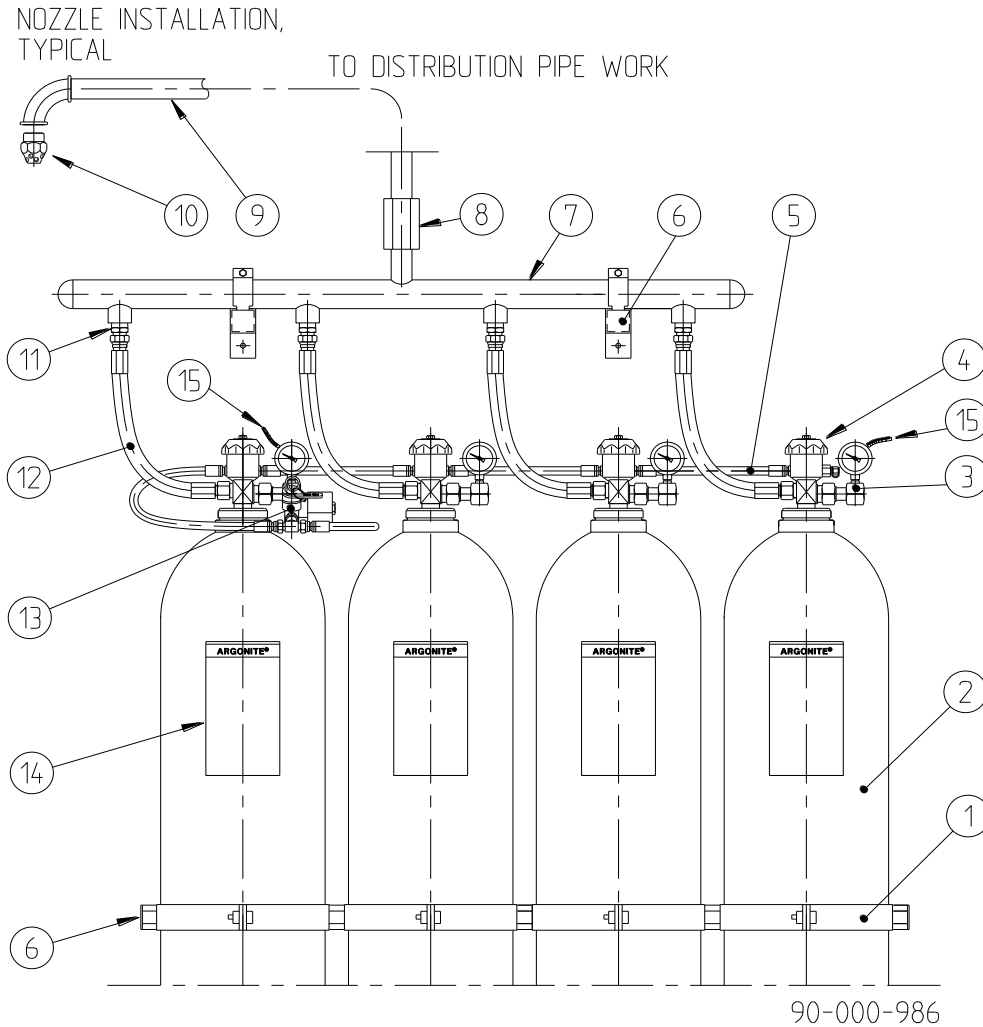 NOZZLE INSTALLATION,
TYPICAL
TO DISTRIBUTION PIPE WORK
10
9
8
7
6
5
11
15
4
15
12
3
13
ARGONITE®
ARGONITE®
ARGONITE®
ARGONITE®
2
14
1
6
90-000-986